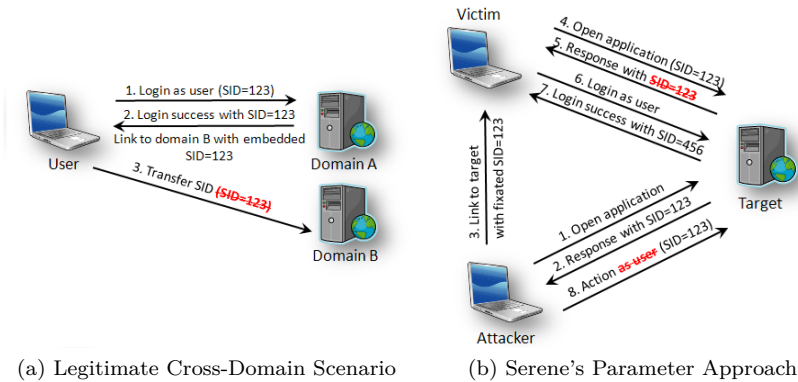 User
1. Login as user (SID=123)
2. Login success with SID=123
Link to domain B with embedded
SID=123
3. Transfer SID (SID=123)
Domain A
Domain B
(a) Legitimate Cross-Domain Scenario
Victim
4. Open application (SID=123)
5. Response with SID=123
6. Login as user
7. Login success with SID=456
Target
3. Link to target
with fixated SID=123
1. Open application
2. Response with SID=123
8. Action as user (SID=123)
Attacker
(b) Serene's Parameter Approach